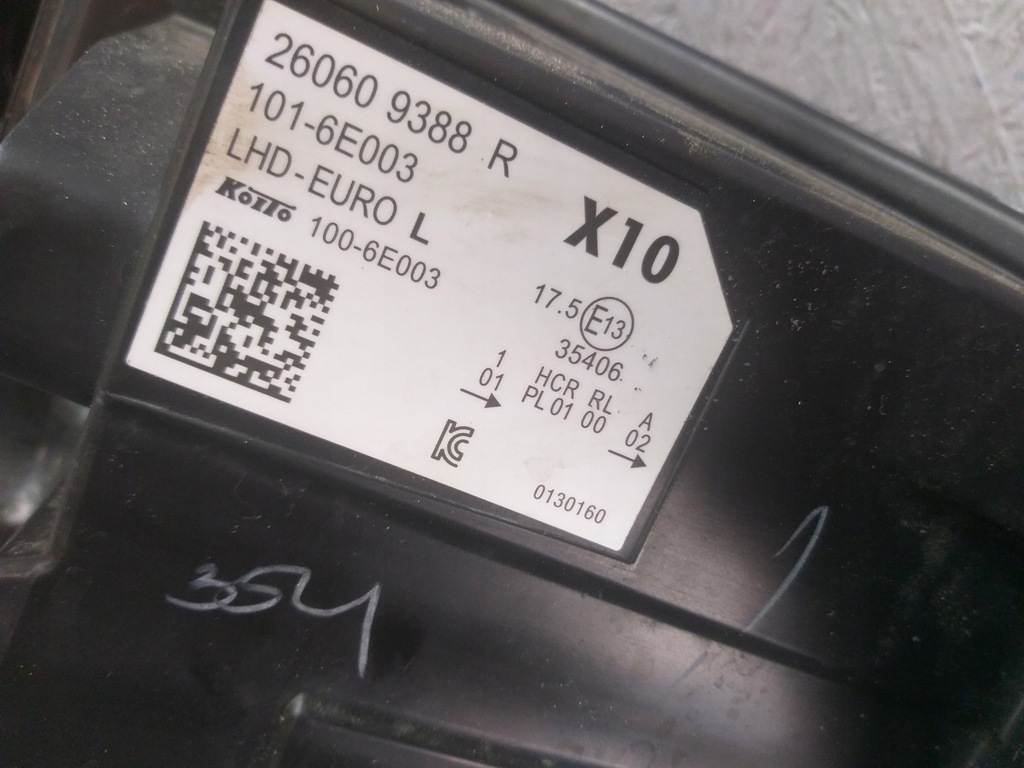 26060 9388 R
101-6E003
LHD-EURO L
KOITO 100-6E003
X10
17.5 E13
35406
1 HCR RL A
01 PL 01 00 02
0130160
354
1